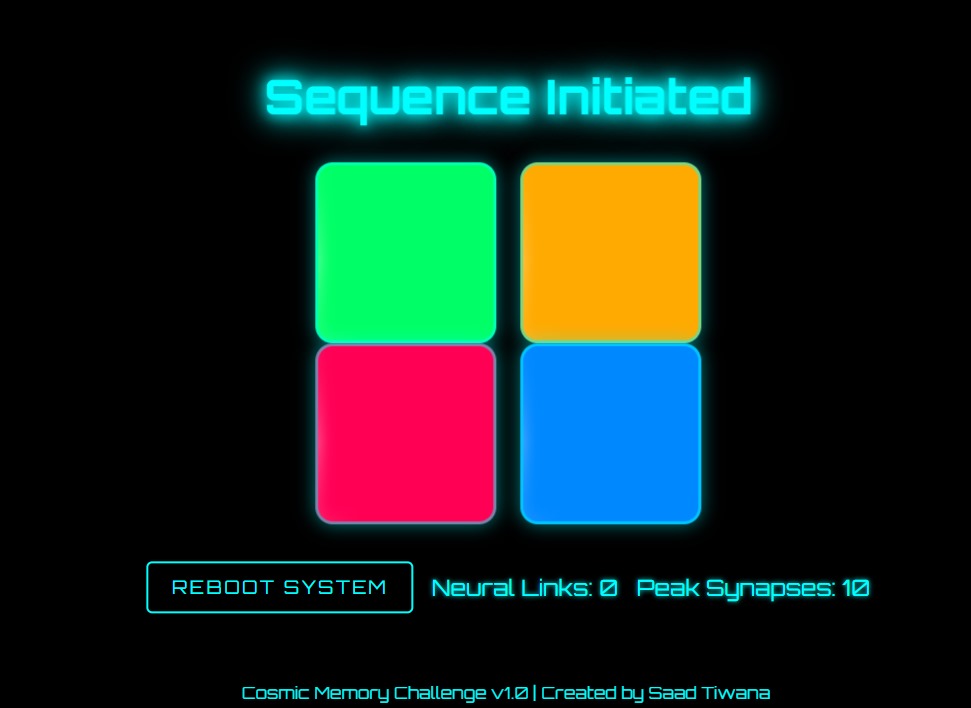 Sequence Initiated
REBOOT SYSTEM Neural Links: 0 Peak Synapses: 10
Cosmic Memory Challenge v1.0 | Created by Saad Tiwana